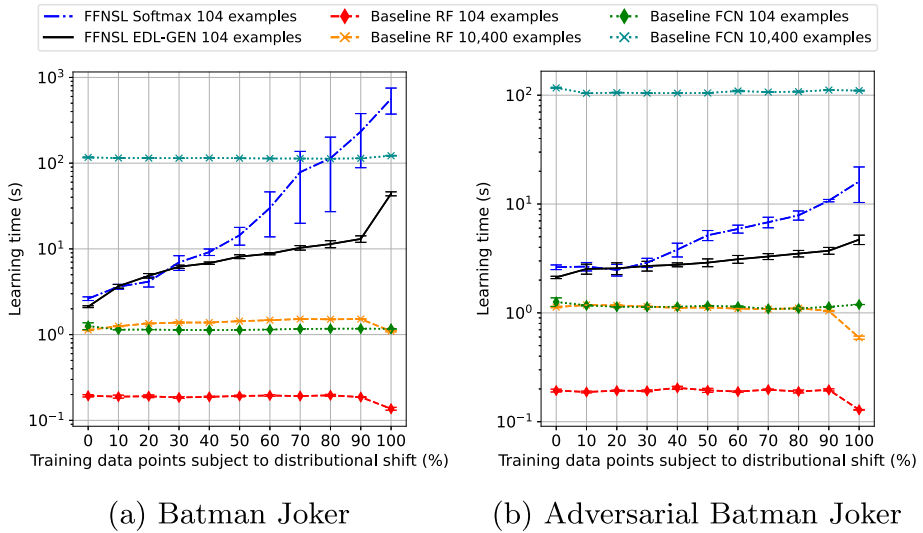 FFNSL Softmax 104 examples
FFNSL EDL-GEN 104 examples
Baseline RF 104 examples
Baseline RF 10,400 examples
Baseline FCN 104 examples
Baseline FCN 10,400 examples
10³
10²
10¹
10⁰
10⁻¹
Learning time (s)
0 10 20 30 40 50 60 70 80 90 100
Training data points subject to distributional shift (%)
(a) Batman Joker
10²
10¹
10⁰
10⁻¹
Learning time (s)
0 10 20 30 40 50 60 70 80 90 100
Training data points subject to distributional shift (%)
(b) Adversarial Batman Joker